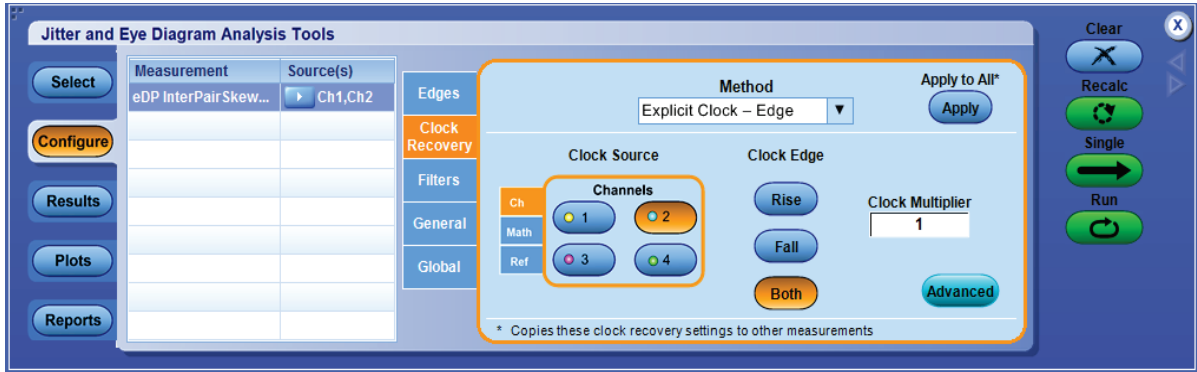 Jitter and Eye Diagram Analysis Tools
Select
Configure
Results
Plots
Reports
Measurement Source(s)
eDP InterPairSkew... Ch1,Ch2
Edges
Clock
Recovery
Filters
General
Global
Method
Explicit Clock – Edge
Apply to All*
Apply
Clock Source
Ch
Math
Ref
Channels
1 2
3 4
Clock Edge
Rise
Fall
Both
Clock Multiplier
1
Advanced
* Copies these clock recovery settings to other measurements
Clear
X
Recalc
Single
Run